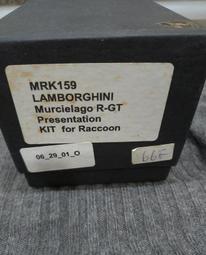 MRK159
LAMBORGHINI
Murcielago R-GT
Presentation
KIT for Raccoon
06_29_01_O
66£